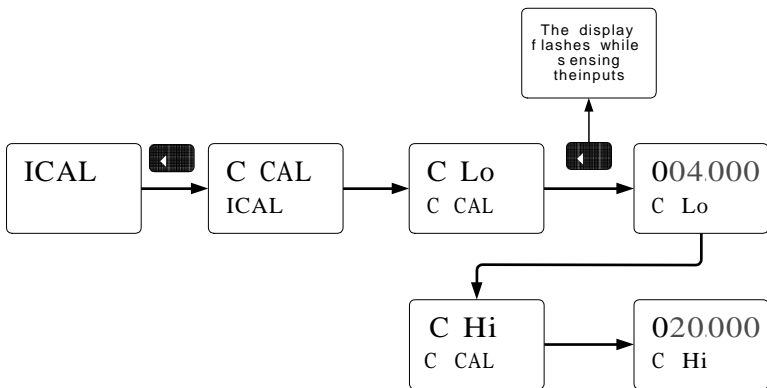 The display
flashes while
sensing
theinputs
ICAL
C CAL
ICAL
C Lo
C CAL
004.000
C Lo
C Hi
C CAL
020.000
C Hi